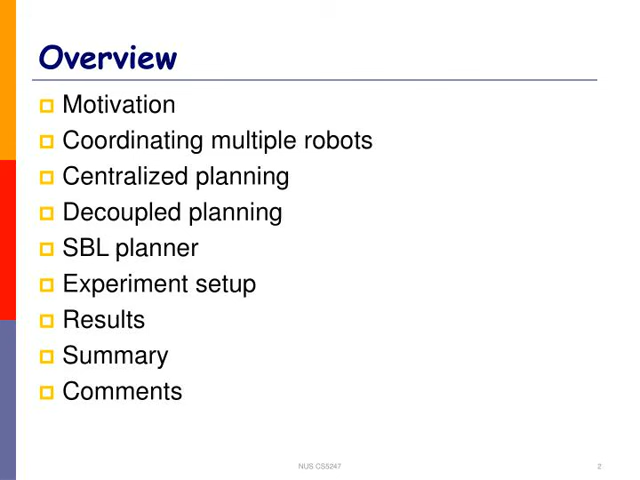 Overview
Motivation
Coordinating multiple robots
Centralized planning
Decoupled planning
SBL planner
Experiment setup
Results
Summary
Comments
NUS CS5247
2